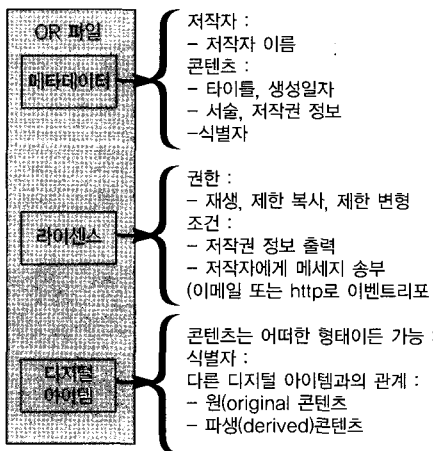 OR 파일
메타데이터
저작자 :
- 저작자 이름
콘텐츠 :
- 타이틀, 생성일자
- 서술, 저작권 정보
-식별자
라이센스
권한 :
- 재생, 제한 복사, 제한 변형
조건 :
- 저작권 정보 출력
- 저작자에게 메세지 송부
(이메일 또는 http로 이벤트리포
디지털
아이템
콘텐츠는 어떠한 형태이든 가능 :
식별자 :
다른 디지털 아이템과의 관계 :
- 원(original 콘텐츠
- 파생(derived)콘텐츠